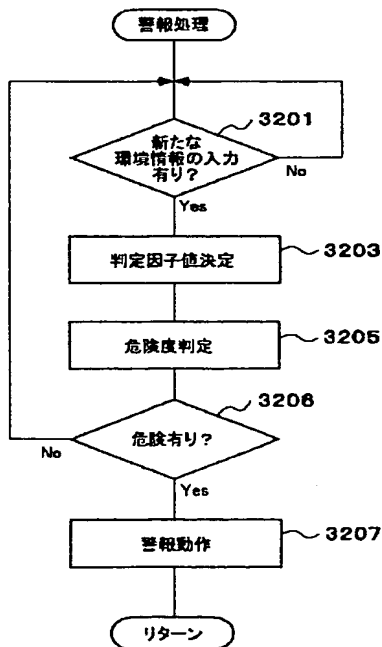 警報処理
3201
新たな
環境情報の入力
有り?
No
Yes
3203
判定因子値決定
3205
危険度判定
3206
危険有り?
No
Yes
3207
警報動作
リターン